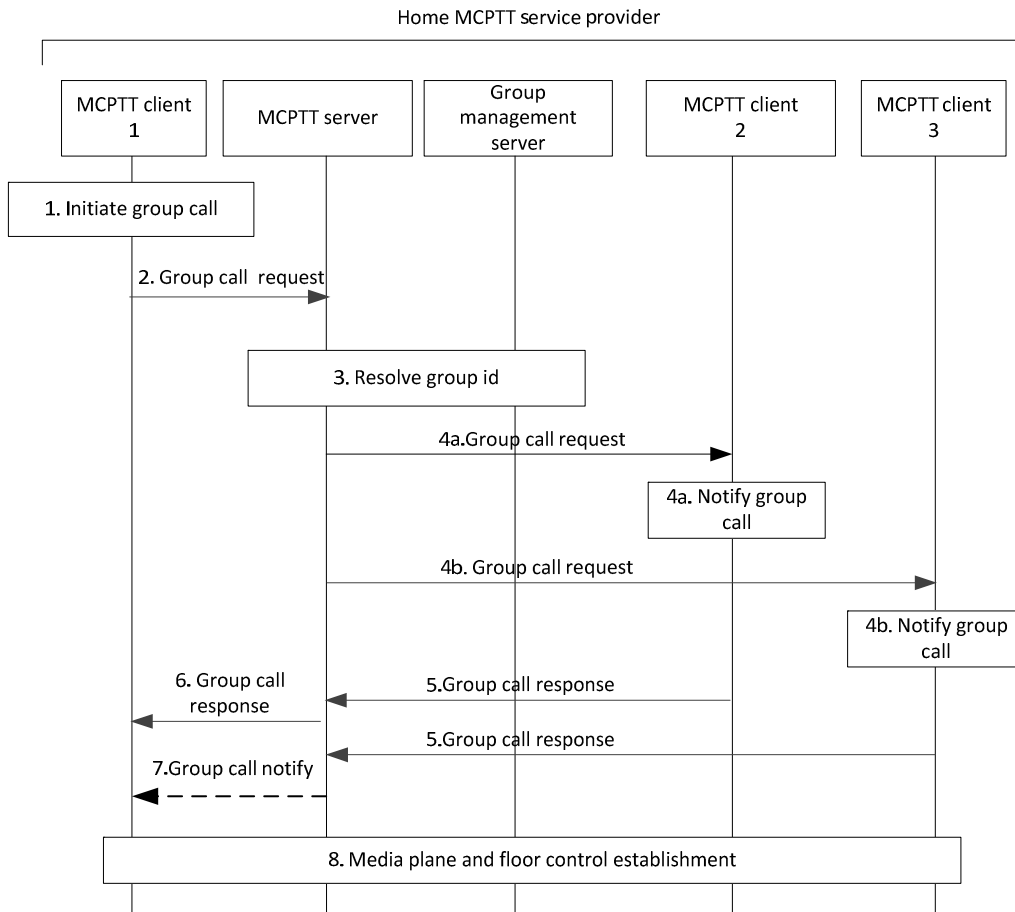 Home MCPTT service provider
MCPTT client
1
MCPTT server
Group
management
server
MCPTT client
2
MCPTT client
3
1. Initiate group call
2. Group call  request
3. Resolve group id
4a.Group call request
4a. Notify group
call
4b. Group call request
4b. Notify group
call
6. Group call
response
5.Group call response
5.Group call response
7.Group call notify
8. Media plane and floor control establishment